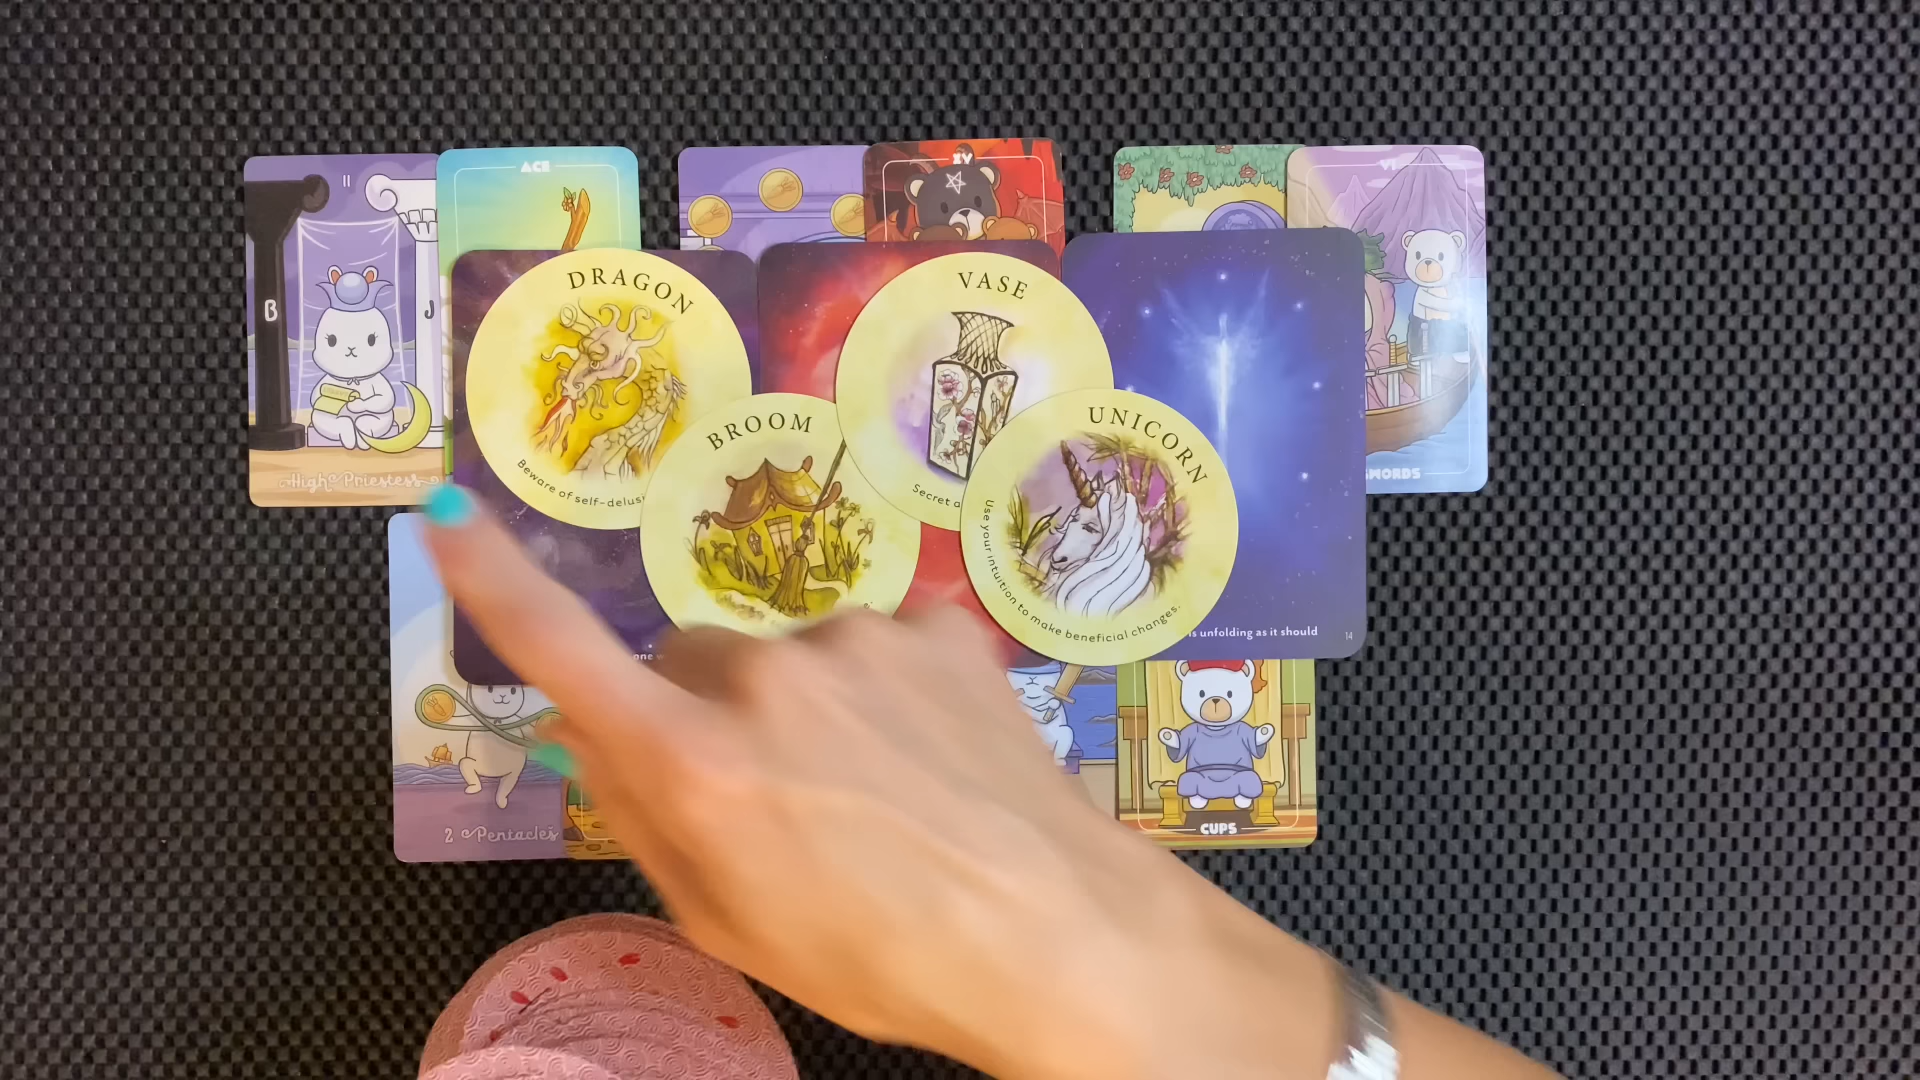 II
ACE
XV
VI
B
J
High Priestess
SWORDS
DRAGON
Beware of self-delus
BROOM
VASE
Secret a
UNICORN
Use your intuition to make beneficial changes.
one w
is unfolding as it should
14
2 Pentacles
CUPS